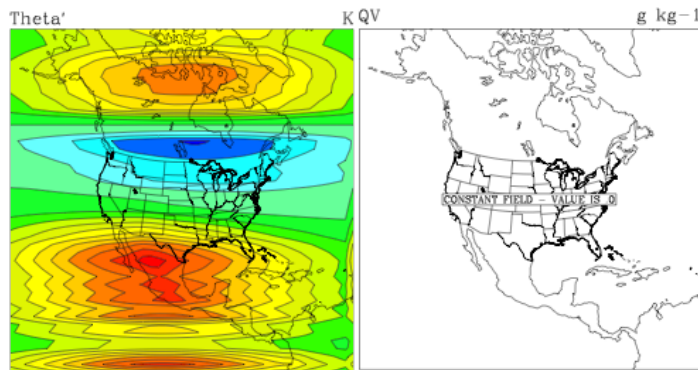 Theta' K QV g kg-1
CONSTANT FIELD - VALUE IS 0